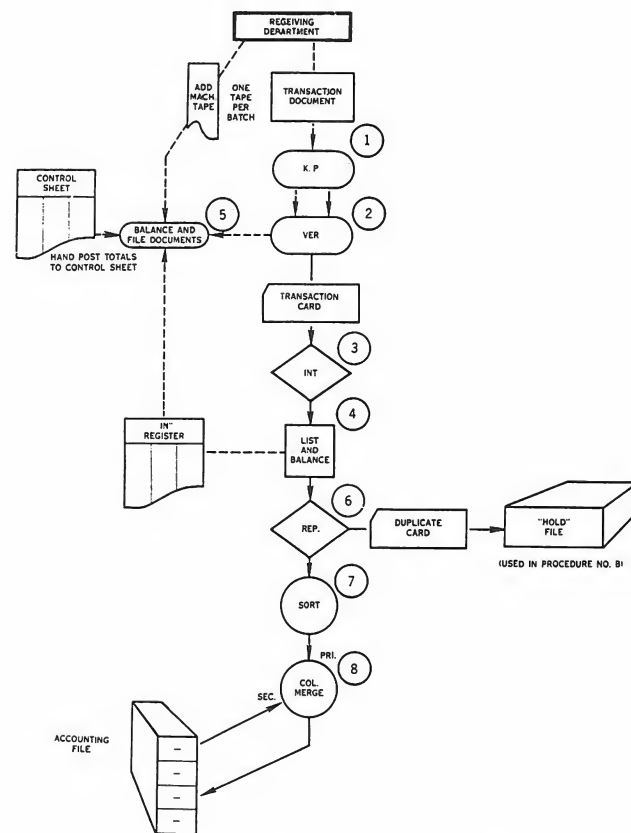 RECEIVING
DEPARTMENT
ADD
MACH.
TAPE
ONE
TAPE
PER
BATCH
TRANSACTION
DOCUMENT
1
K. P
CONTROL
SHEET
5
2
BALANCE AND
FILE DOCUMENTS
VER
HAND POST TOTALS
TO CONTROL SHEET
TRANSACTION
CARD
3
INT
4
IN"
REGISTER
LIST
AND
BALANCE
6
REP.
DUPLICATE
CARD
"HOLD"
FILE
(USED IN PROCEDURE NO. B)
7
SORT
PRI.
8
COL.
MERGE
SEC.
ACCOUNTING
FILE